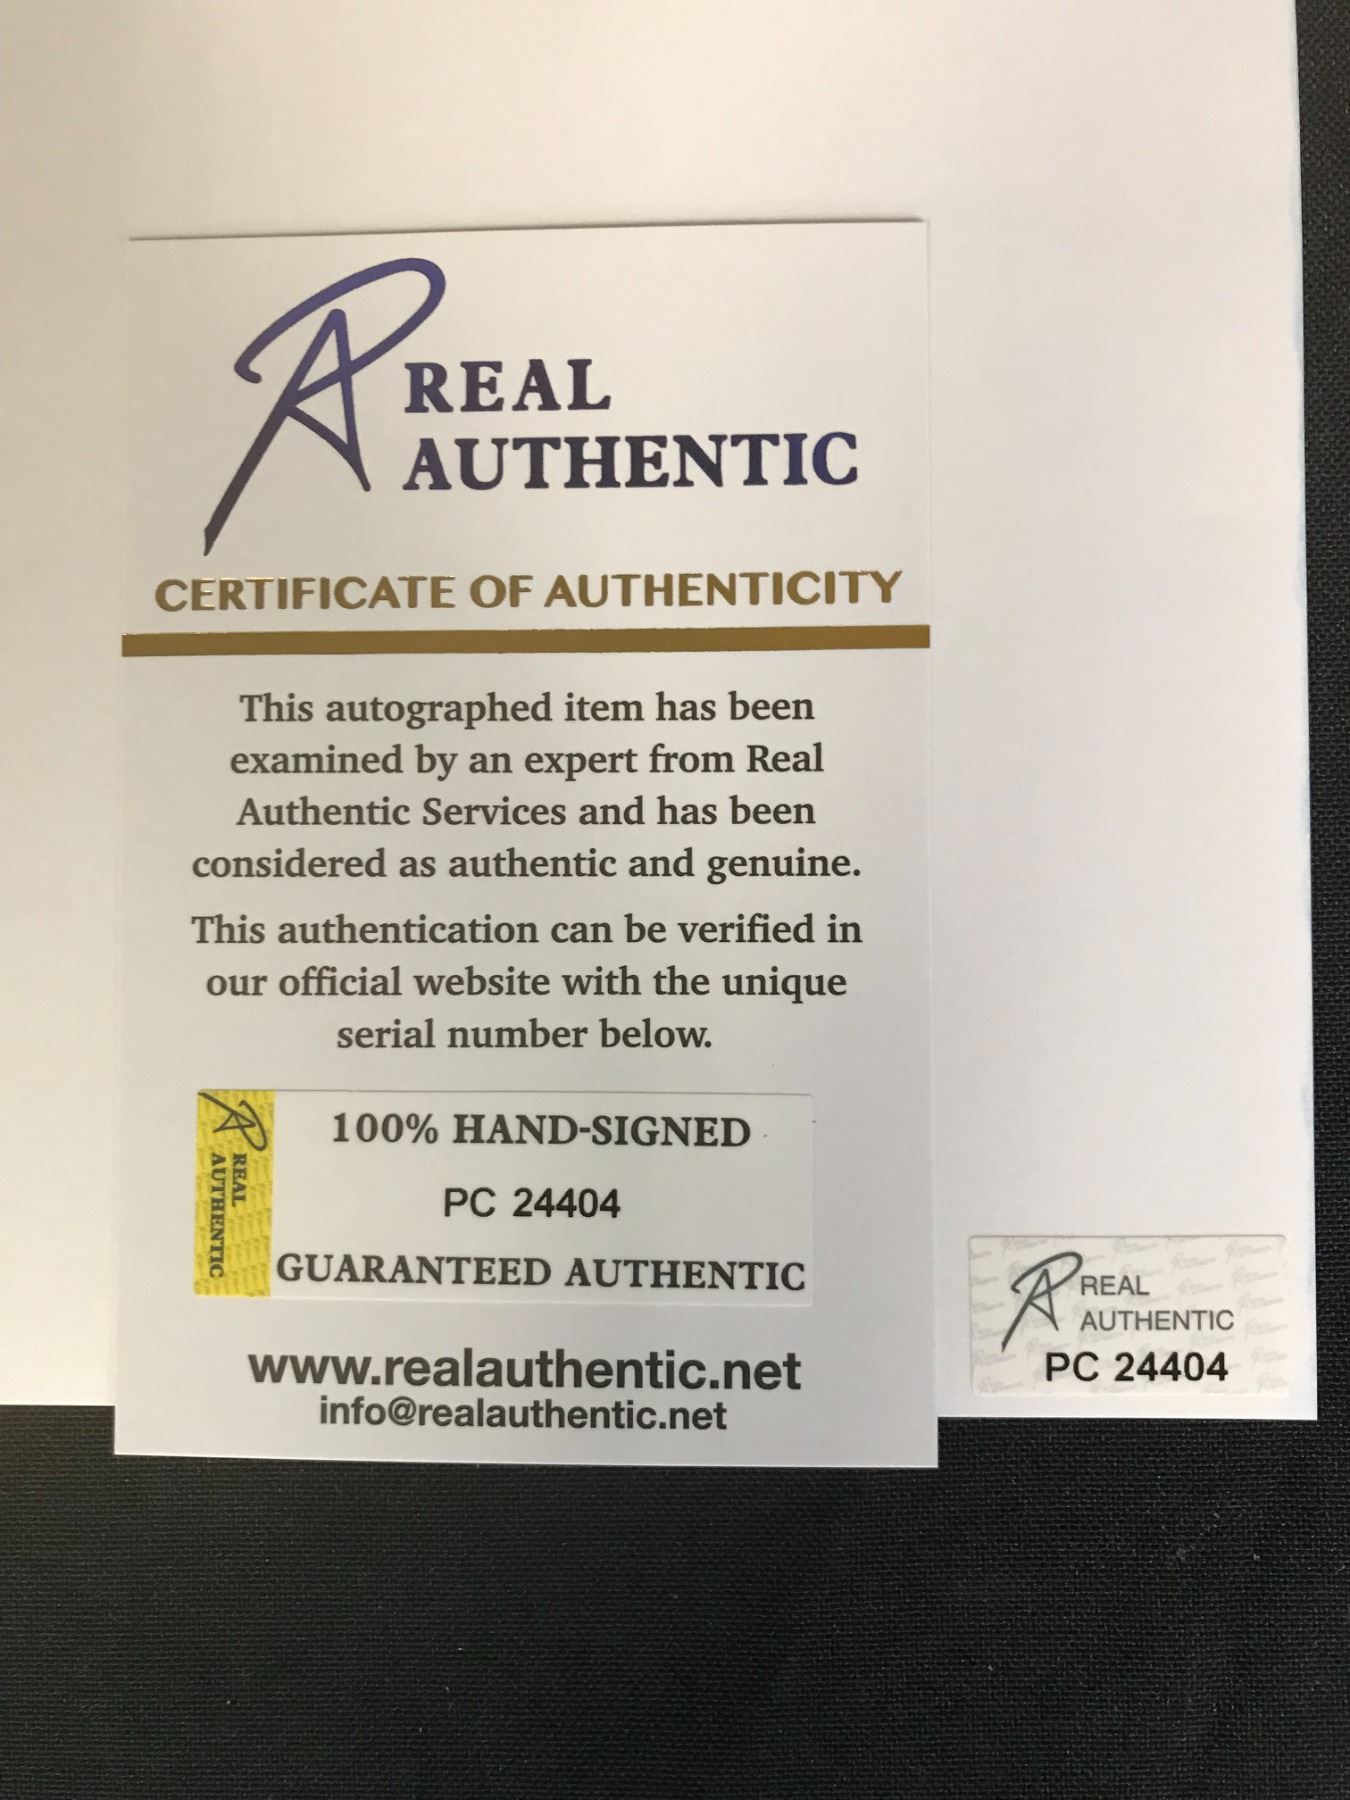 REAL
AUTHENTIC
CERTIFICATE OF AUTHENTICITY
This autographed item has been
examined by an expert from Real
Authentic Services and has been
considered as authentic and genuine.
This authentication can be verified in
our official website with the unique
serial number below.
REAL
AUTHENTIC
100% HAND-SIGNED
PC 24404
GUARANTEED AUTHENTIC
www.realauthentic.net
info@realauthentic.net
REAL
AUTHENTIC
PC 24404